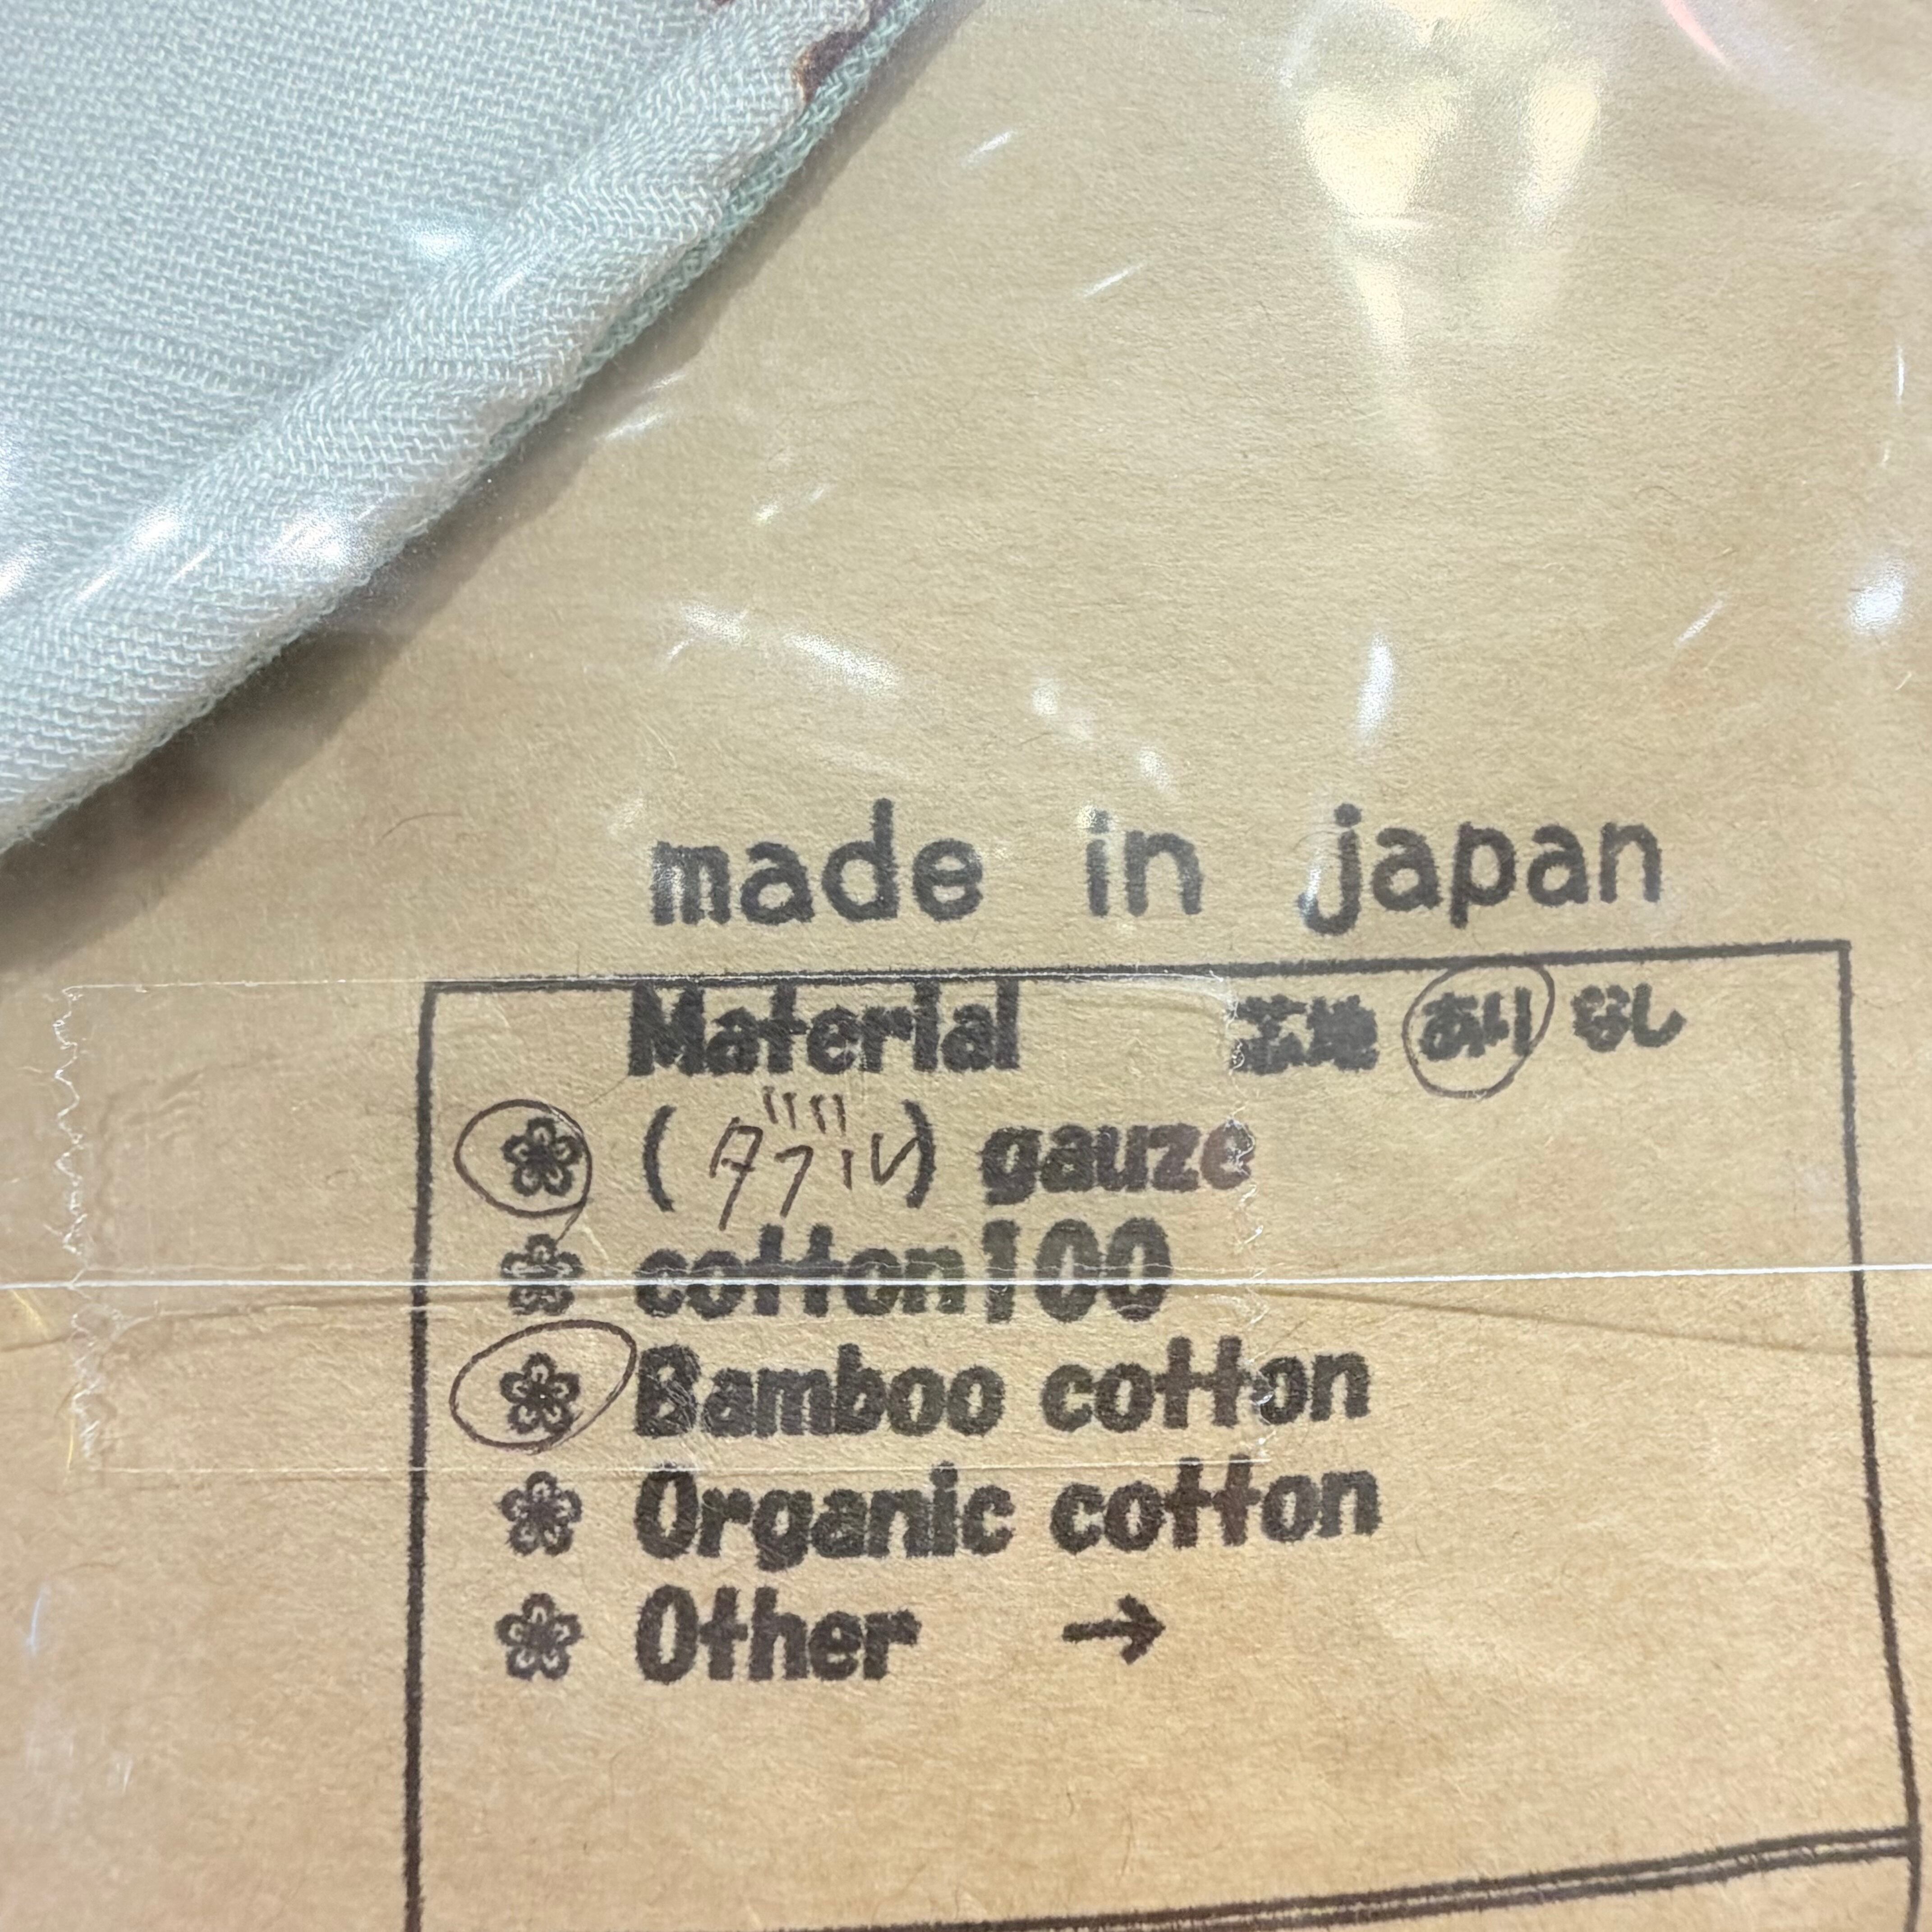 made in japan
Material 芯地 あり なし
❀ (ダブル) gauze
❀ cotton100
❀ Bamboo cotton
❀ Organic cotton
❀ Other →